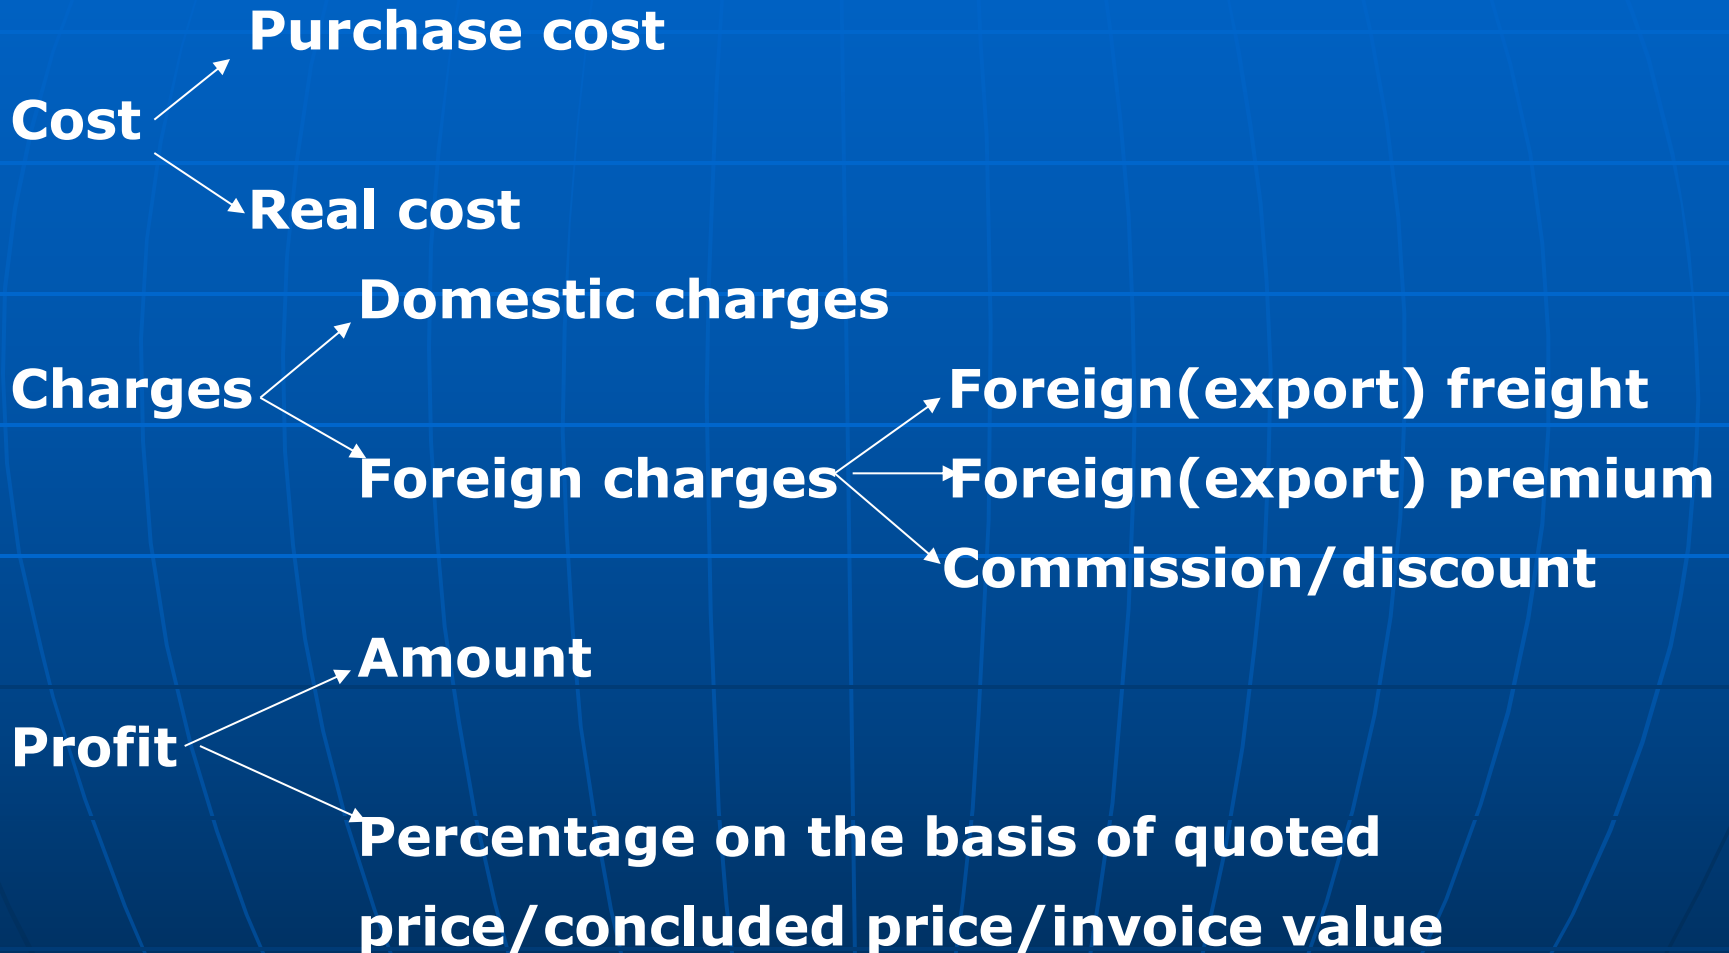 Purchase cost
Cost
Real cost
Domestic charges
Charges
Foreign(export) freight
Foreign charges
Foreign(export) premium
Commission/discount
Amount
Profit
Percentage on the basis of quoted
price/concluded price/invoice value